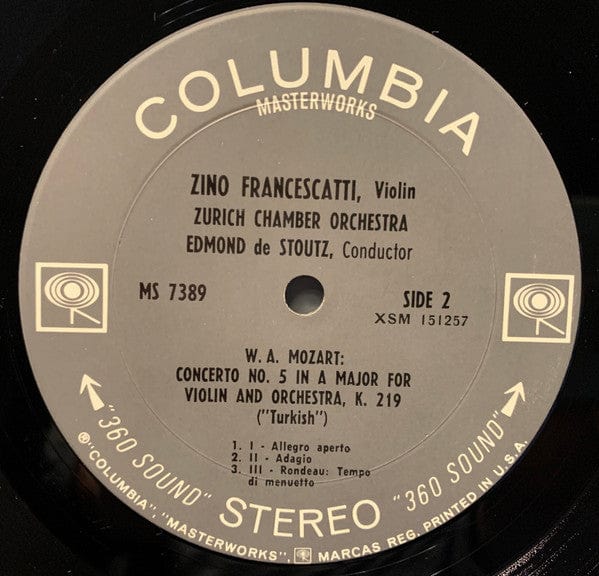 COLUMBIA
MASTERWORKS
ZINO FRANCESCATTI, Violin
ZURICH CHAMBER ORCHESTRA
EDMOND de STOUTZ, Conductor
MS 7389
SIDE 2
XSM 151257
W. A. MOZART:
CONCERTO NO. 5 IN A MAJOR FOR
VIOLIN AND ORCHESTRA, K. 219
("Turkish")
1. I - Allegro aperto
2. II - Adagio
3. III - Rondeau: Tempo
di menuetto
"360 SOUND" STEREO "360 SOUND"
®"COLUMBIA", "MASTERWORKS", MARCAS REG. PRINTED IN U.S.A.